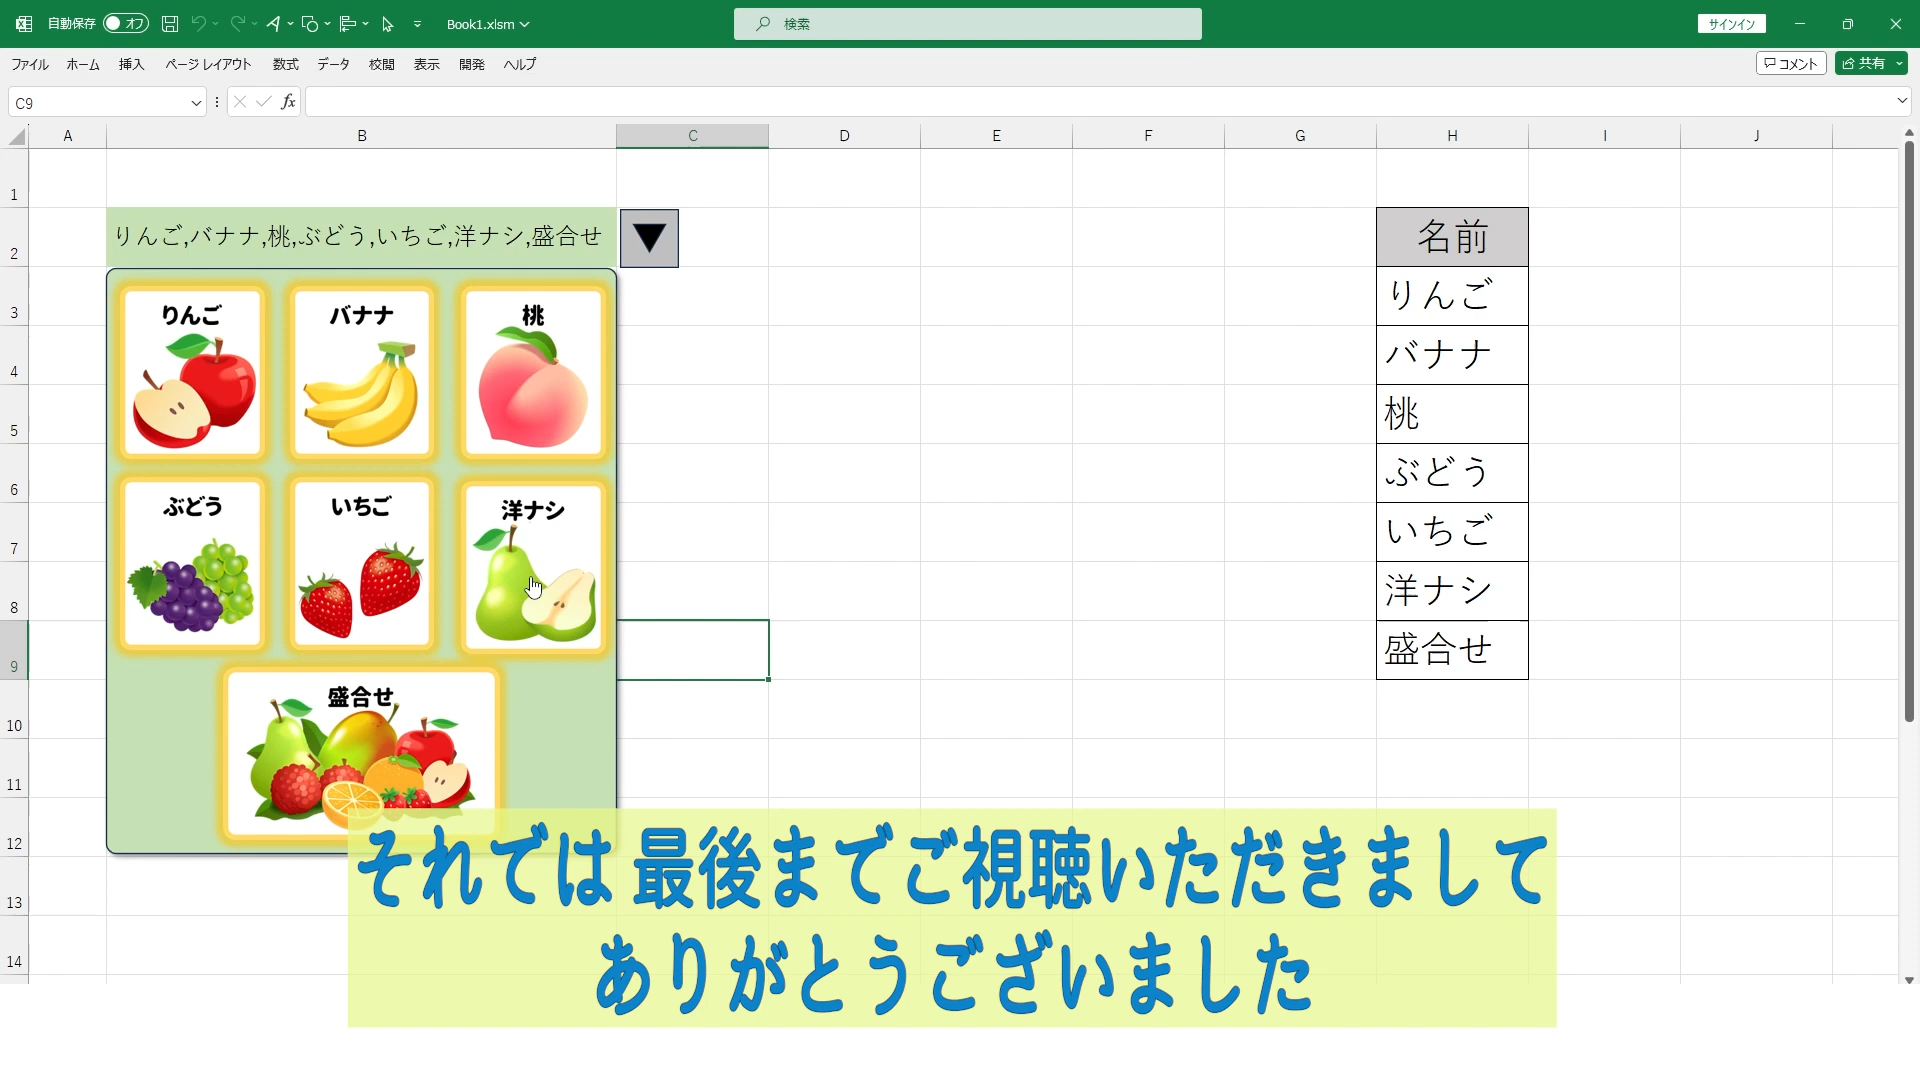 自動保存 オフ Book1.xlsm 検索 サインイン
ファイル ホーム 挿入 ページ レイアウト 数式 データ 校閲 表示 開発 ヘルプ コメント 共有
C9 fx
A B C D E F G H I J
1
2 りんご,バナナ,桃,ぶどう,いちご,洋ナシ,盛合せ ▼ 名前
3 りんご バナナ 桃 りんご
4 バナナ
5 桃
6 ぶどう いちご 洋ナシ ぶどう
7 いちご
8 洋ナシ
9 盛合せ 盛合せ
10
11
12
13
14
それでは 最後までご視聴いただきまして
ありがとうございました